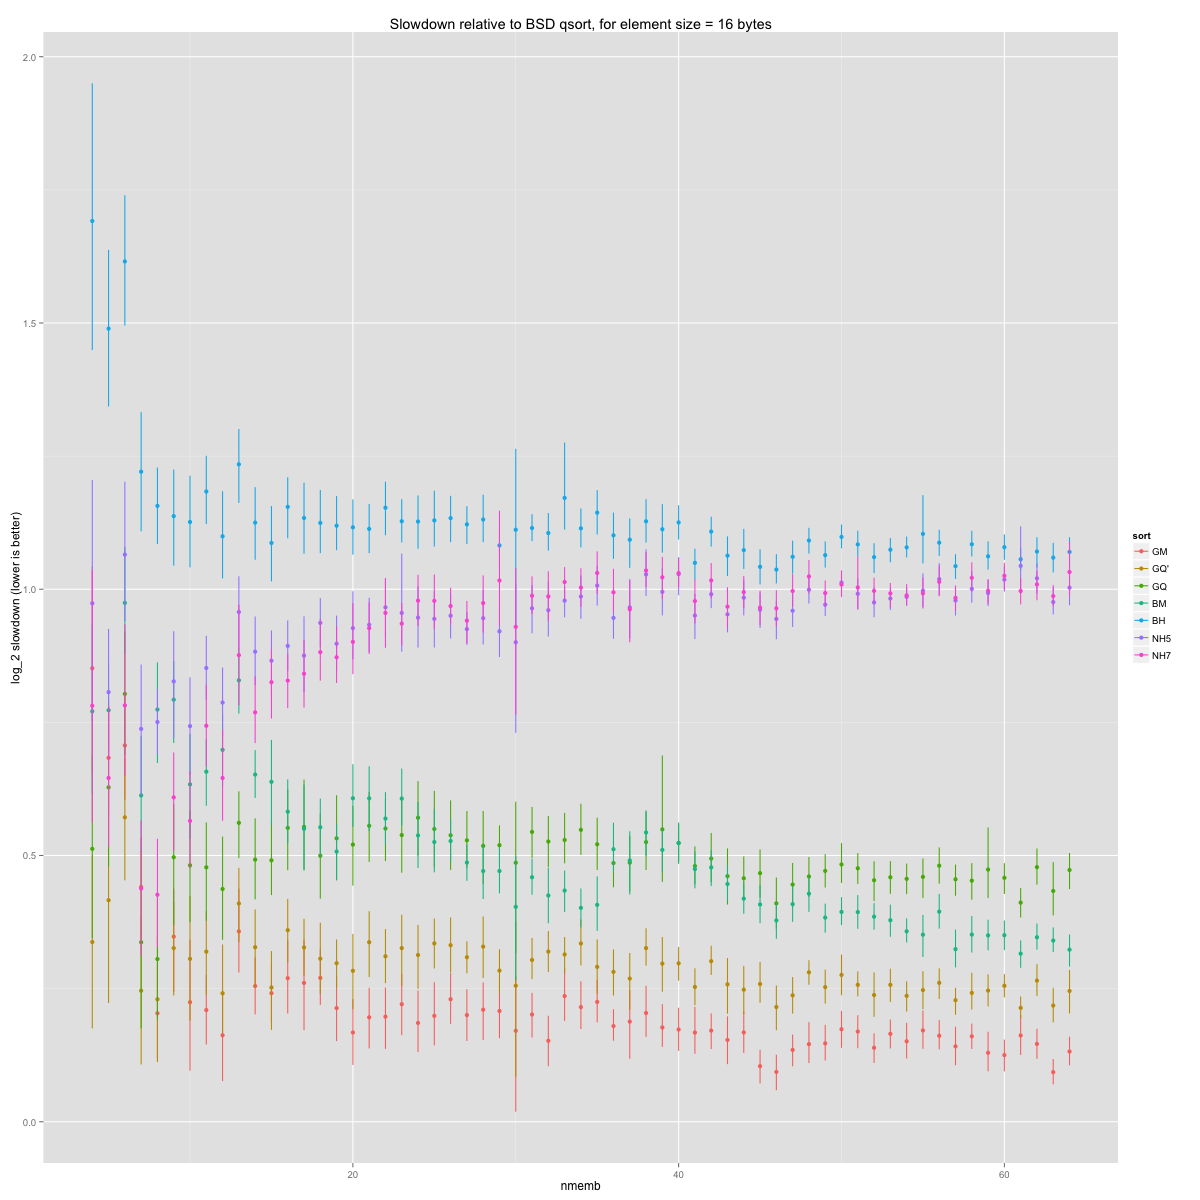 Slowdown relative to BSD qsort, for element size = 16 bytes
log_2 slowdown (lower is better)
2.0
1.5
1.0
0.5
0.0
20
40
60
nmemb
sort
GM
GQ'
GQ
BM
BH
NH5
NH7